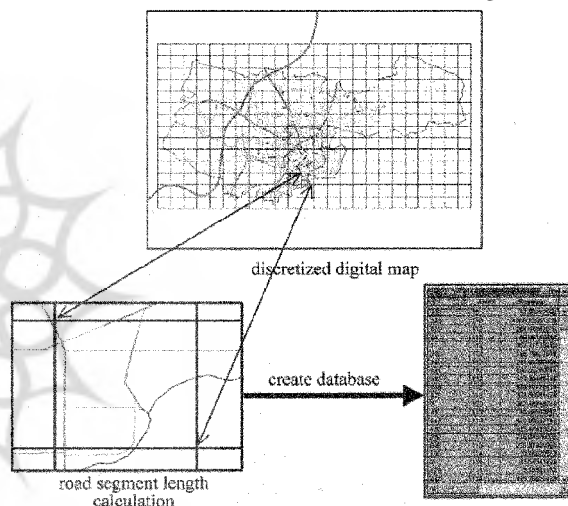 discretized digital map
create database
road segment length
calculation